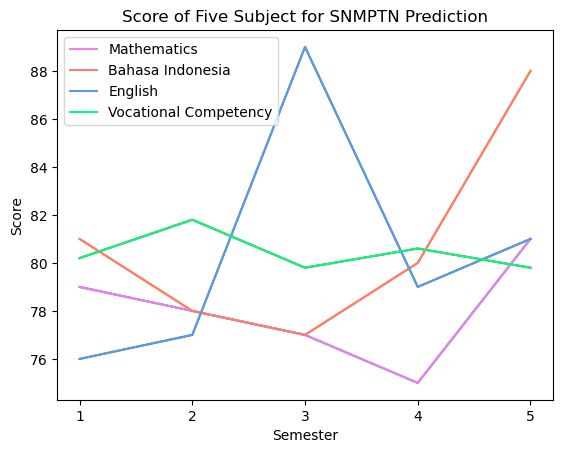 Score of Five Subject for SNMPTN Prediction
Mathematics
Bahasa Indonesia
English
Vocational Competency
88
86
84
82
80
78
76
Score
1 2 3 4 5
Semester